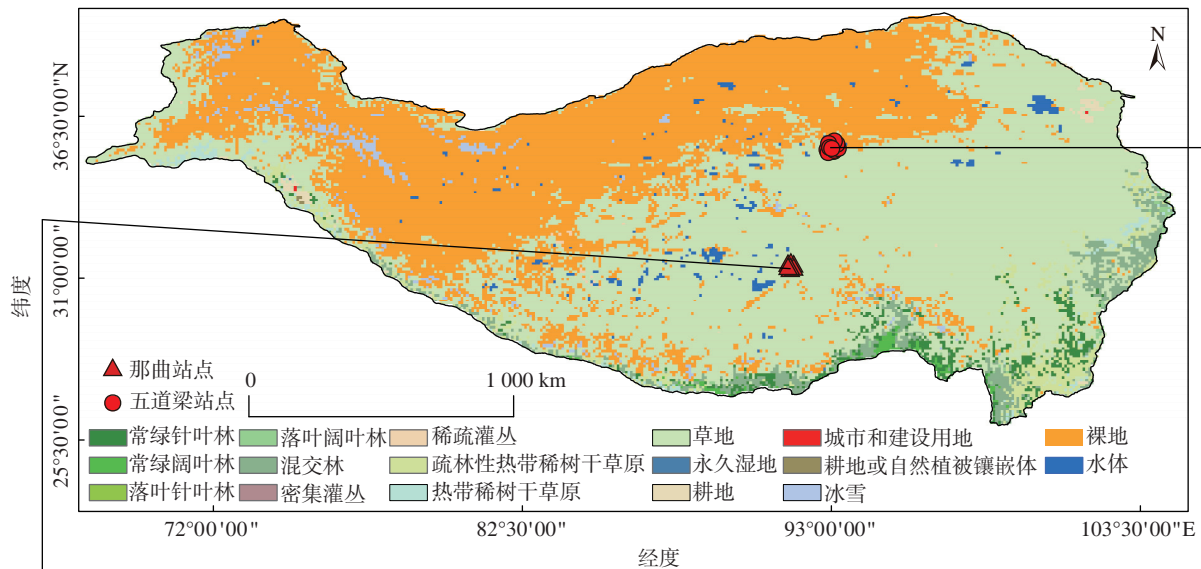 N
36°30′00″N
31°00′00″
25°30′00″
纬度
那曲站点
五道梁站点
0 1 000 km
常绿针叶林 落叶阔叶林 稀疏灌丛 草地 城市和建设用地 裸地
常绿阔叶林 混交林 疏林性热带稀树干草原 永久湿地 耕地或自然植被镶嵌体 水体
落叶针叶林 密集灌丛 热带稀树干草原 耕地 冰雪
72°00′00″ 82°30′00″ 93°00′00″ 103°30′00″E
经度